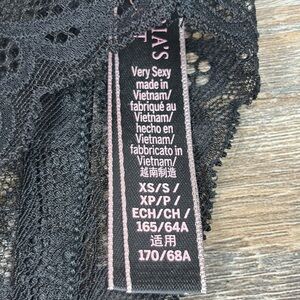 Very Sexy
made in
Vietnam/
fabriqué au
Vietnam/
hecho en
Vietnam/
fabbricato in
Vietnam/
越南制造
XS/S /
XP/P /
ECH/CH /
165/64A
适用
170/68A